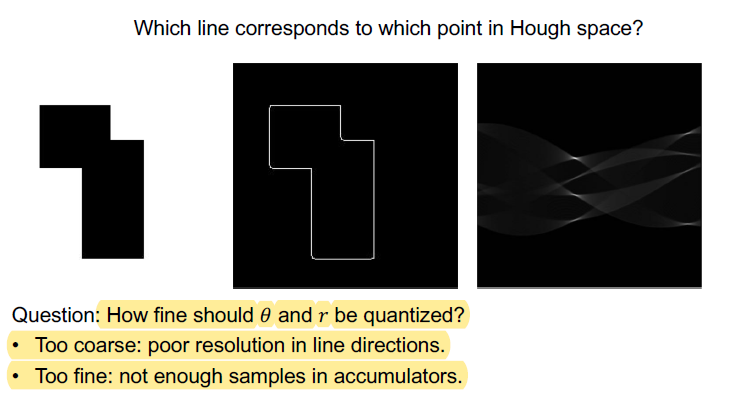 Which line corresponds to which point in Hough space?
Question: How fine should θ and r be quantized?
• Too coarse: poor resolution in line directions.
• Too fine: not enough samples in accumulators.